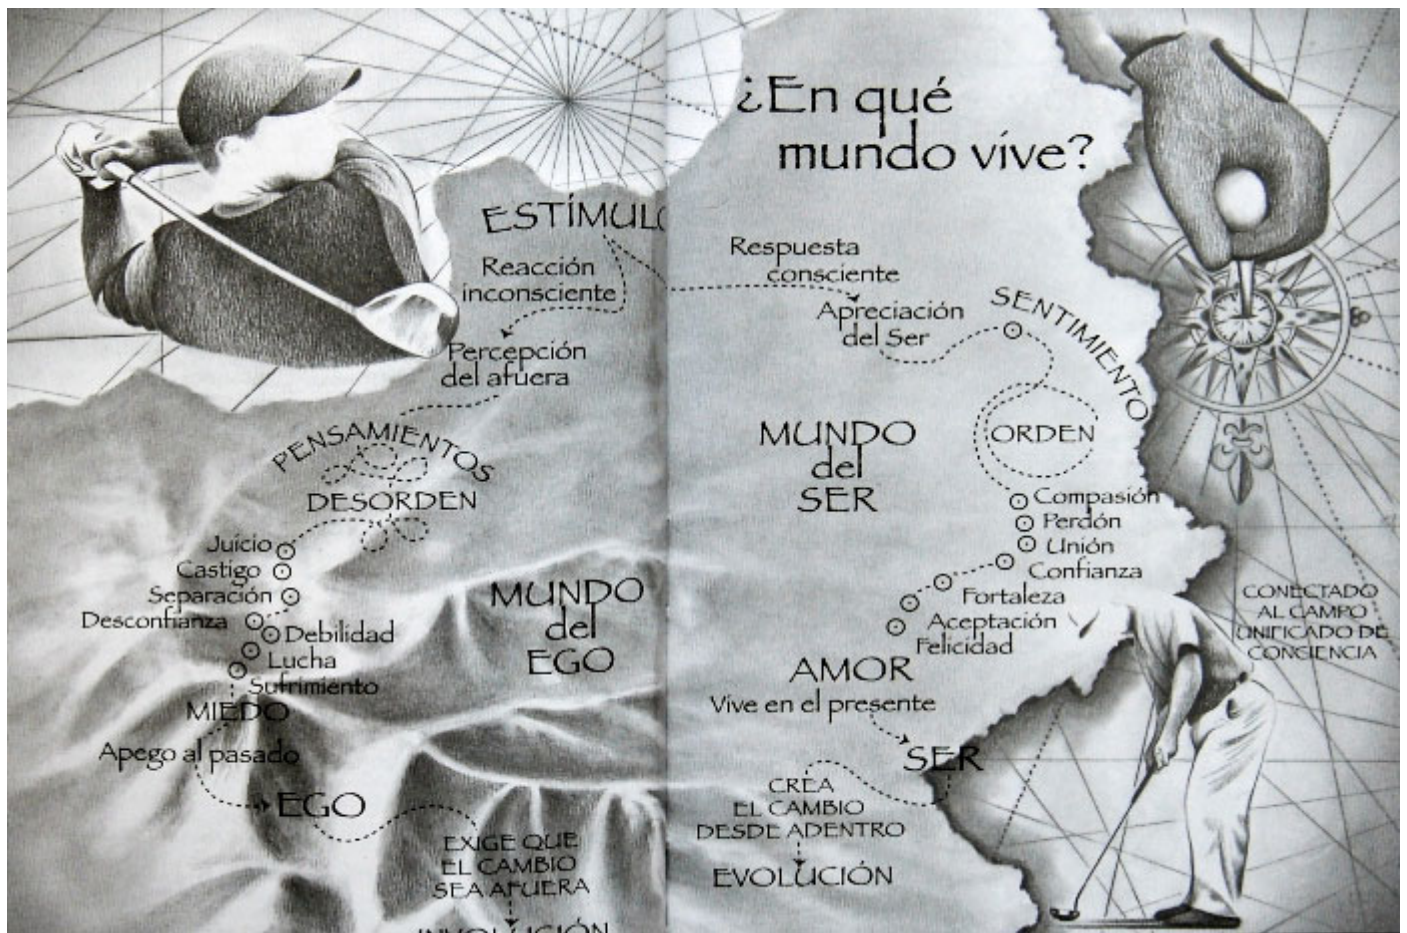 ¿En qué
mundo vive?
ESTÍMULO
Reacción
inconsciente
Percepción
del afuera
PENSAMIENTOS
DESORDEN
Juicio
Castigo
Separación
Desconfianza
Debilidad
Lucha
Sufrimiento
MIEDO
Apego al pasado
EGO
EXIGE QUE
EL CAMBIO
SEA AFUERA
INVOLUCIÓN
MUNDO
del
EGO
Respuesta
consciente
Apreciación
del Ser
SENTIMIENTO
ORDEN
MUNDO
del
SER
Compasión
Perdón
Unión
Confianza
Fortaleza
Aceptación
Felicidad
AMOR
Vive en el presente
SER
CREA
EL CAMBIO
DESDE ADENTRO
EVOLUCIÓN
CONECTADO
AL CAMPO
UNIFICADO DE
CONCIENCIA